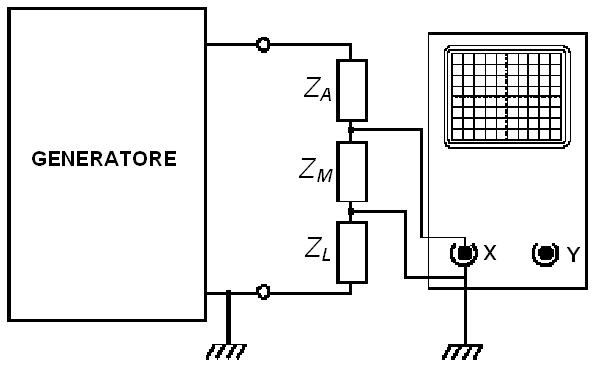 GENERATORE
Z_A
Z_M
Z_L
X
Y